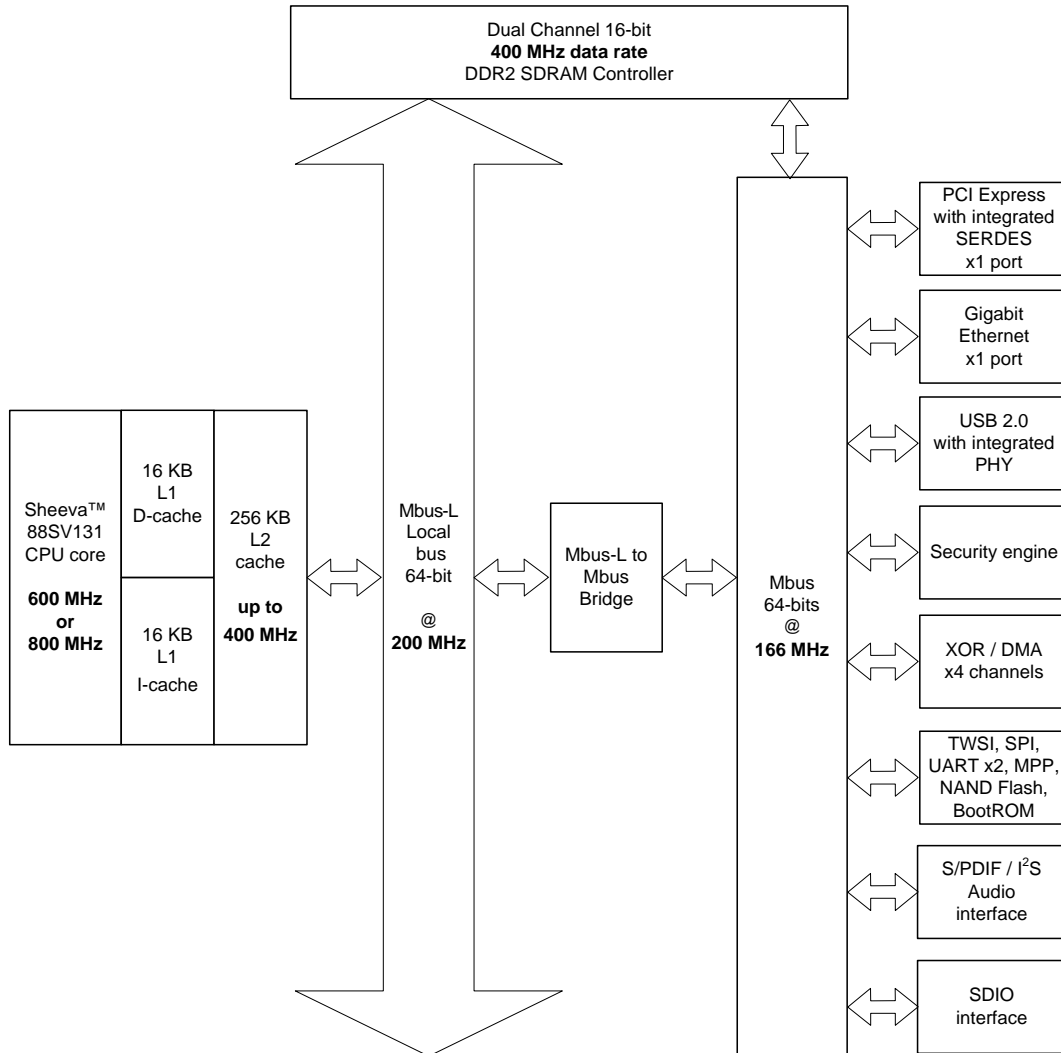 Dual Channel 16-bit
400 MHz data rate
DDR2 SDRAM Controller
Sheeva™
88SV131
CPU core
600 MHz
or
800 MHz
16 KB
L1
D-cache
16 KB
L1
I-cache
256 KB
L2
cache
up to
400 MHz
Mbus-L
Local
bus
64-bit
@
200 MHz
Mbus-L to
Mbus
Bridge
Mbus
64-bits
@
166 MHz
PCI Express
with integrated
SERDES
x1 port
Gigabit
Ethernet
x1 port
USB 2.0
with integrated
PHY
Security engine
XOR / DMA
x4 channels
TWSI, SPI,
UART x2, MPP,
NAND Flash,
BootROM
S/PDIF / I²S
Audio
interface
SDIO
interface